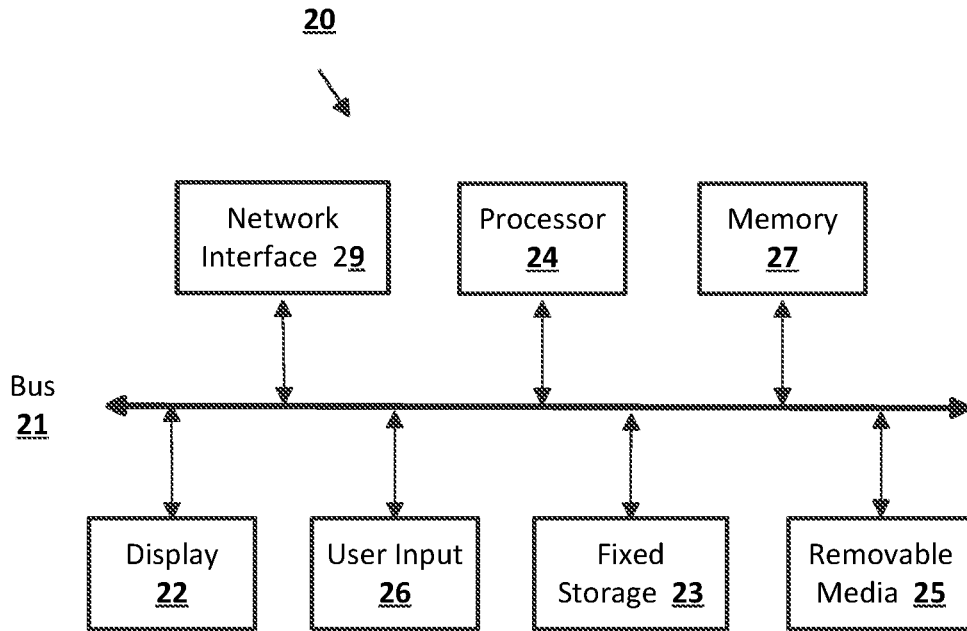 20
Network
Interface 29
Processor
24
Memory
27
Bus
21
Display
22
User Input
26
Fixed
Storage 23
Removable
Media 25